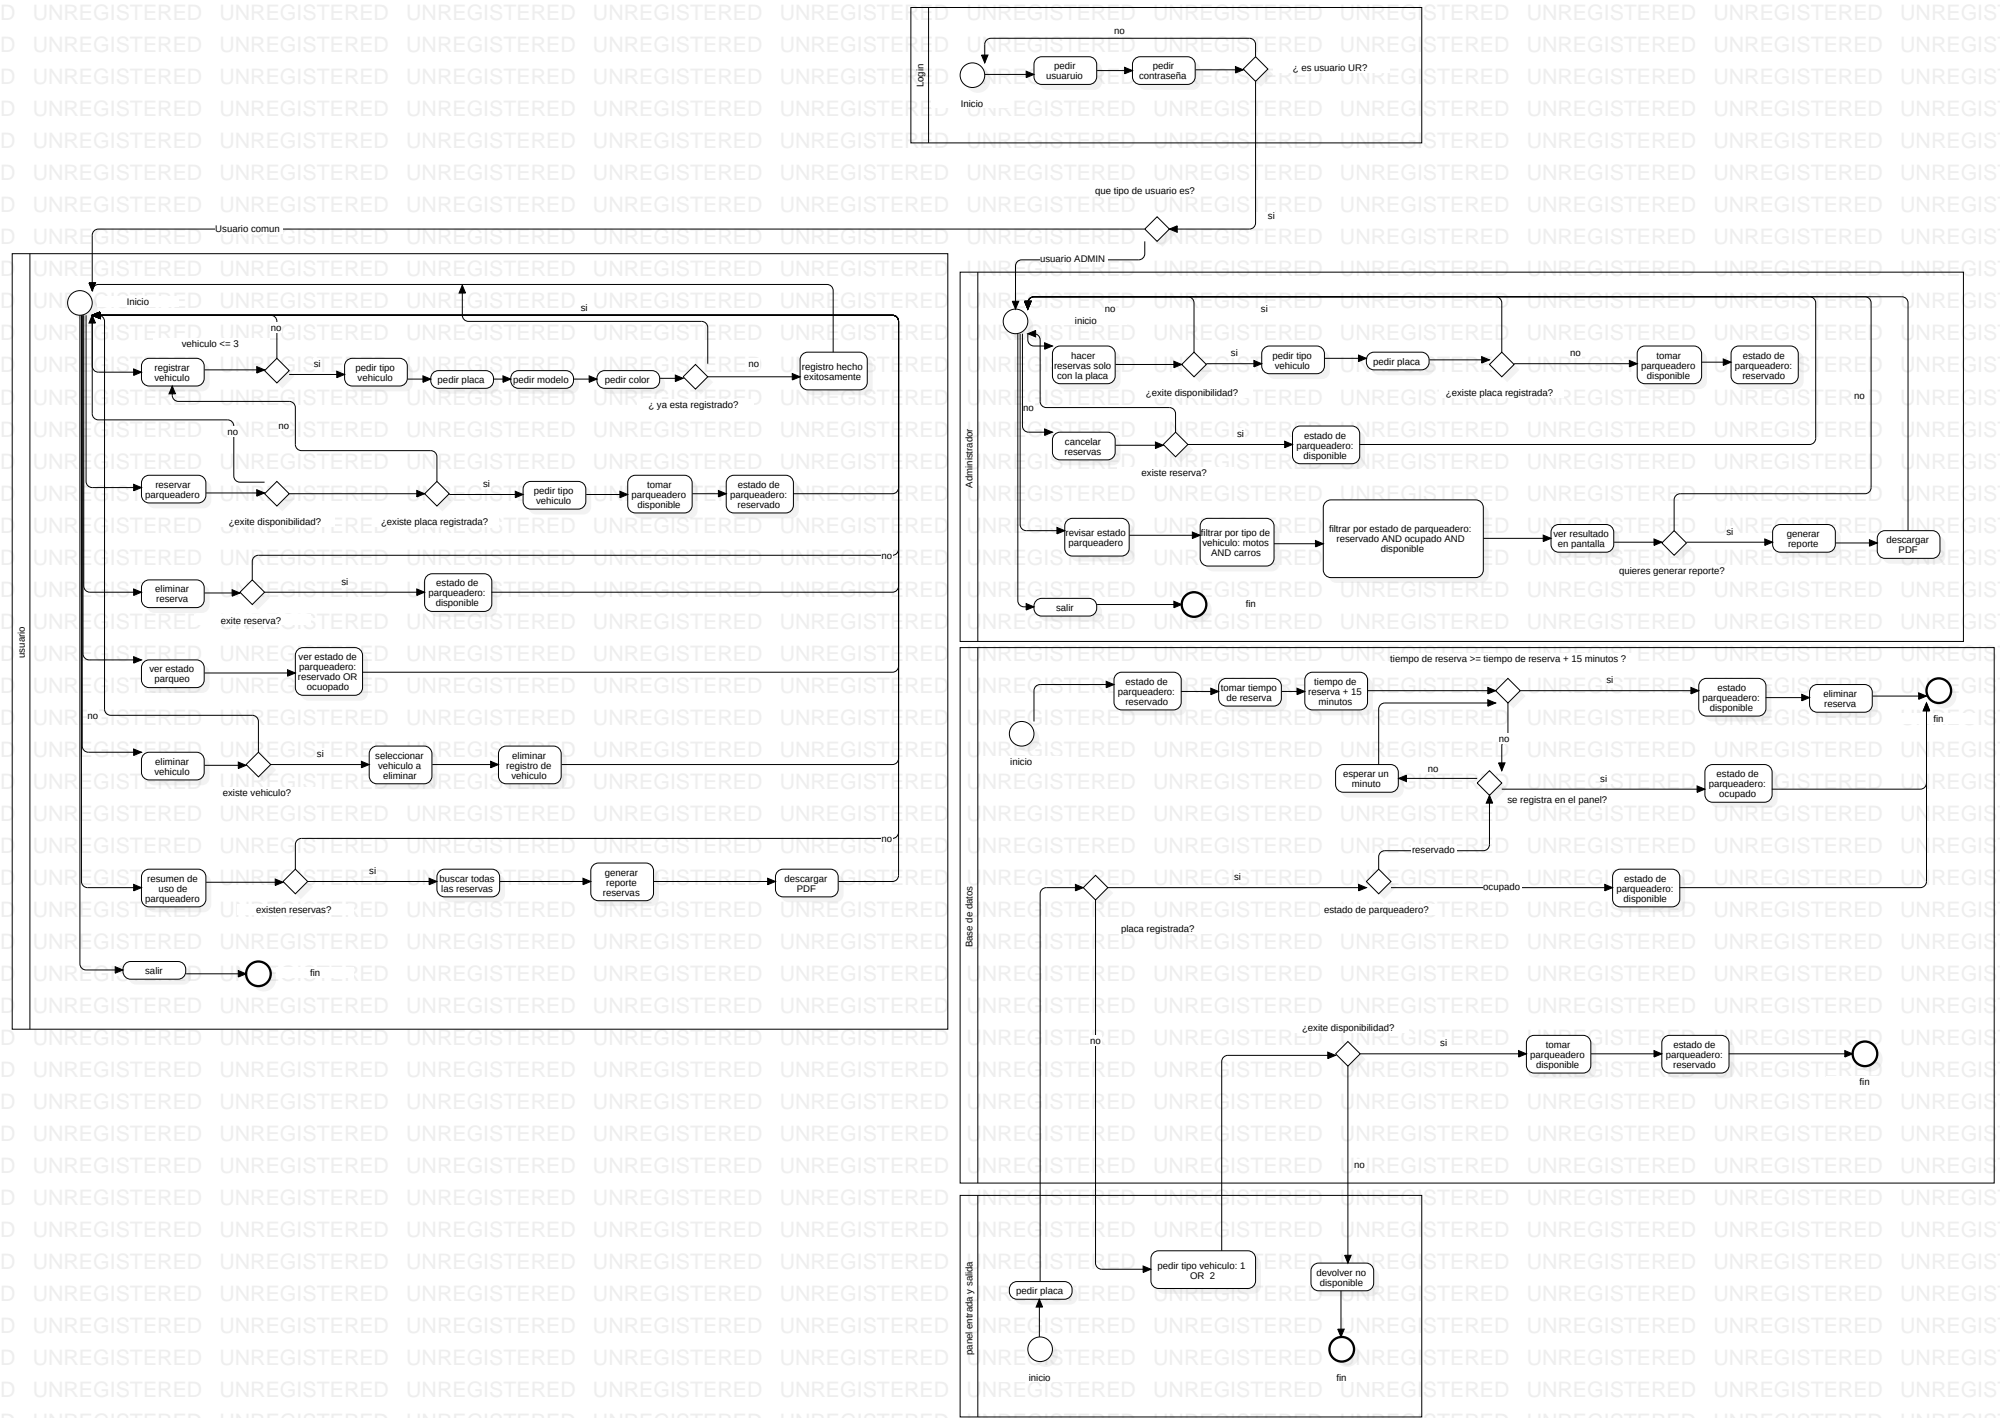 Login
no
pedir
usuaruio
pedir
contraseña
¿ es usuario UR?
Inicio
que tipo de usuario es?
si
Usuario comun
usuario ADMIN
usuario
Inicio
si
no
vehiculo <= 3
registrar
vehiculo
si
pedir tipo
vehiculo
pedir placa
pedir modelo
pedir color
no
registro hecho
exitosamente
¿ ya esta registrado?
no
no
reservar
parqueadero
¿exite disponibilidad?
¿existe placa registrada?
si
pedir tipo
vehiculo
tomar
parqueadero
disponible
estado de
parqueadero:
reservado
no
eliminar
reserva
exite reserva?
si
estado de
parqueadero:
disponible
ver estado
parqueo
ver estado de
parqueadero:
reservado OR
ocuopado
no
eliminar
vehiculo
existe vehiculo?
si
seleccionar
vehiculo a
eliminar
eliminar
registro de
vehiculo
no
resumen de
uso de
parqueadero
existen reservas?
si
buscar todas
las reservas
generar
reporte
reservas
descargar
PDF
salir
fin
Administrador
inicio
no
si
hacer
reservas solo
con la placa
¿exite disponibilidad?
si
pedir tipo
vehiculo
pedir placa
¿existe placa registrada?
no
tomar
parqueadero
disponible
estado de
parqueadero:
reservado
no
no
cancelar
reservas
existe reserva?
si
estado de
parqueadero:
disponible
revisar estado
parqueadero
filtrar por tipo de
vehiculo: motos
AND carros
filtrar por estado de parqueadero:
reservado AND ocupado AND
disponible
ver resultado
en pantalla
quieres generar reporte?
si
generar
reporte
descargar
PDF
salir
fin
Base de datos
tiempo de reserva >= tiempo de reserva + 15 minutos ?
inicio
estado de
parqueadero:
reservado
tomar tiempo
de reserva
tiempo de
reserva + 15
minutos
si
estado
parqueadero:
disponible
eliminar
reserva
fin
no
esperar un
minuto
no
se registra en el panel?
si
estado de
parqueadero:
ocupado
reservado
si
ocupado
estado de
parqueadero:
disponible
estado de parqueadero?
placa registrada?
no
¿exite disponibilidad?
si
tomar
parqueadero
disponible
estado de
parqueadero:
reservado
fin
no
panel entrada y salida
pedir placa
pedir tipo vehiculo: 1
OR 2
devolver no
disponible
inicio
fin
UNREGISTERED